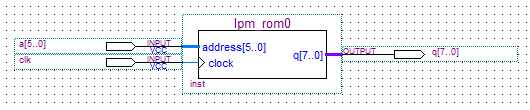 lpm_rom0
a[5..0]
INPUT
VCC
address[5..0]
q[7..0]
OUTPUT
q[7..0]
clk
INPUT
VCC
clock
inst